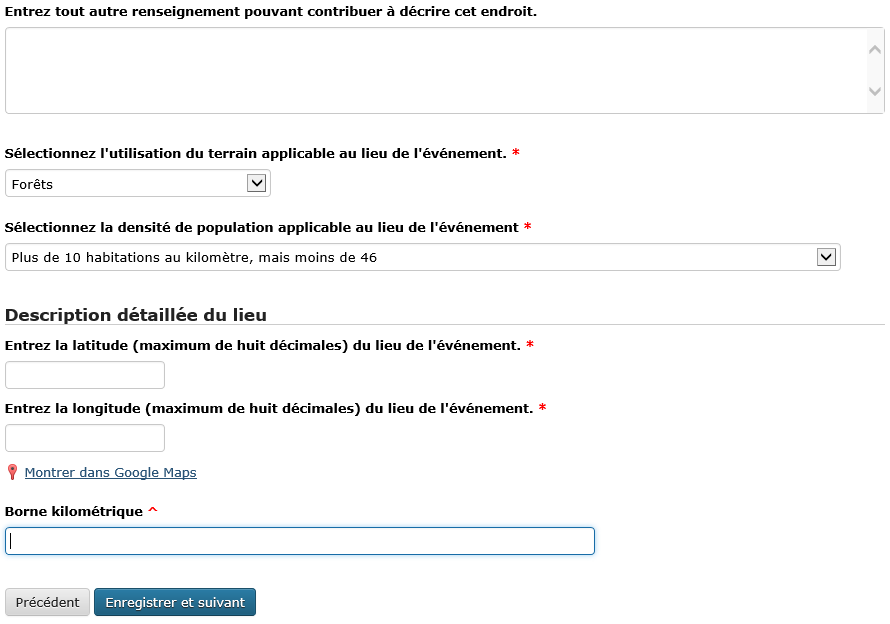 Entrez tout autre renseignement pouvant contribuer à décrire cet endroit.
Sélectionnez l'utilisation du terrain applicable au lieu de l'événement. *
Forêts
Sélectionnez la densité de population applicable au lieu de l'événement *
Plus de 10 habitations au kilomètre, mais moins de 46
Description détaillée du lieu
Entrez la latitude (maximum de huit décimales) du lieu de l'événement. *
Entrez la longitude (maximum de huit décimales) du lieu de l'événement. *
Montrer dans Google Maps
Borne kilométrique ^
Précédent Enregistrer et suivant